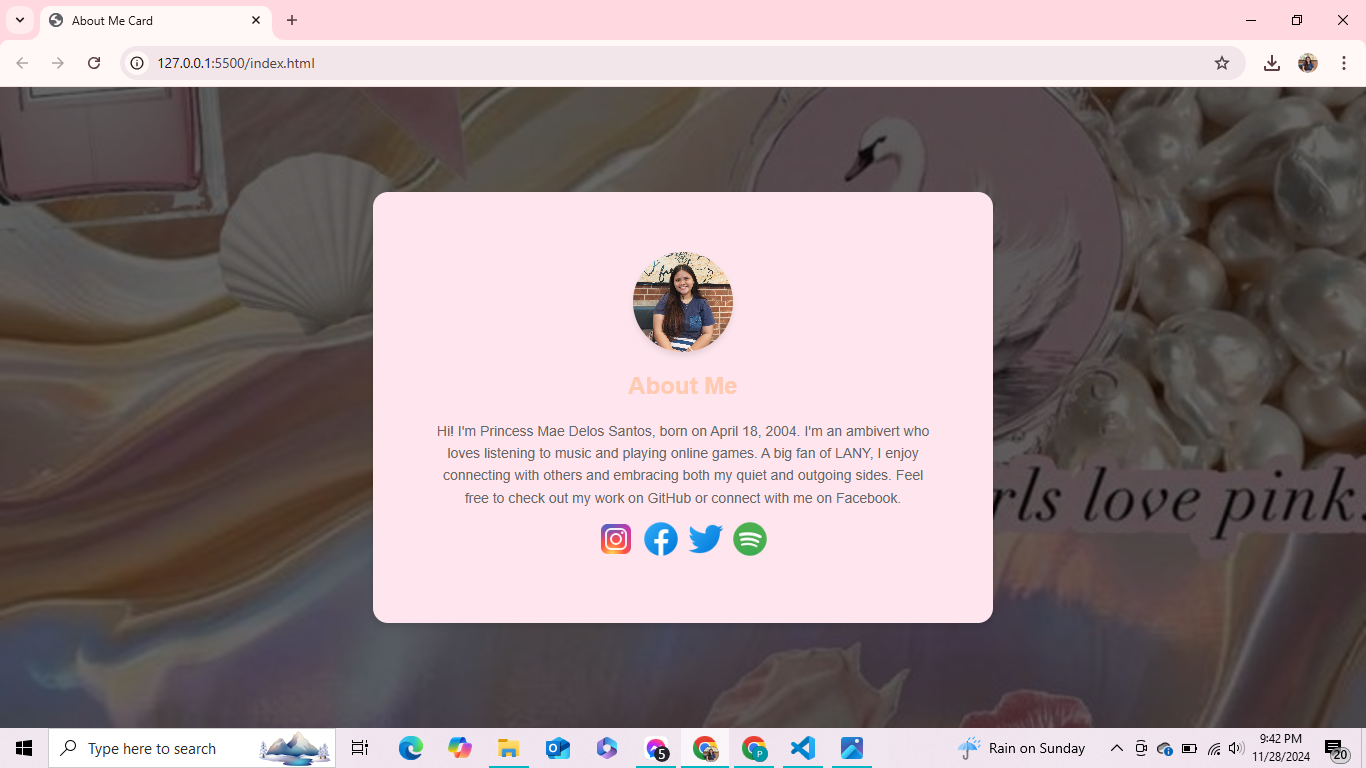 About Me Card
127.0.0.1:5500/index.html
About Me
Hi! I'm Princess Mae Delos Santos, born on April 18, 2004. I'm an ambivert who
loves listening to music and playing online games. A big fan of LANY, I enjoy
connecting with others and embracing both my quiet and outgoing sides. Feel
free to check out my work on GitHub or connect with me on Facebook.
rls love pink.
Type here to search
5
P
Rain on Sunday
9:42 PM
11/28/2024
20